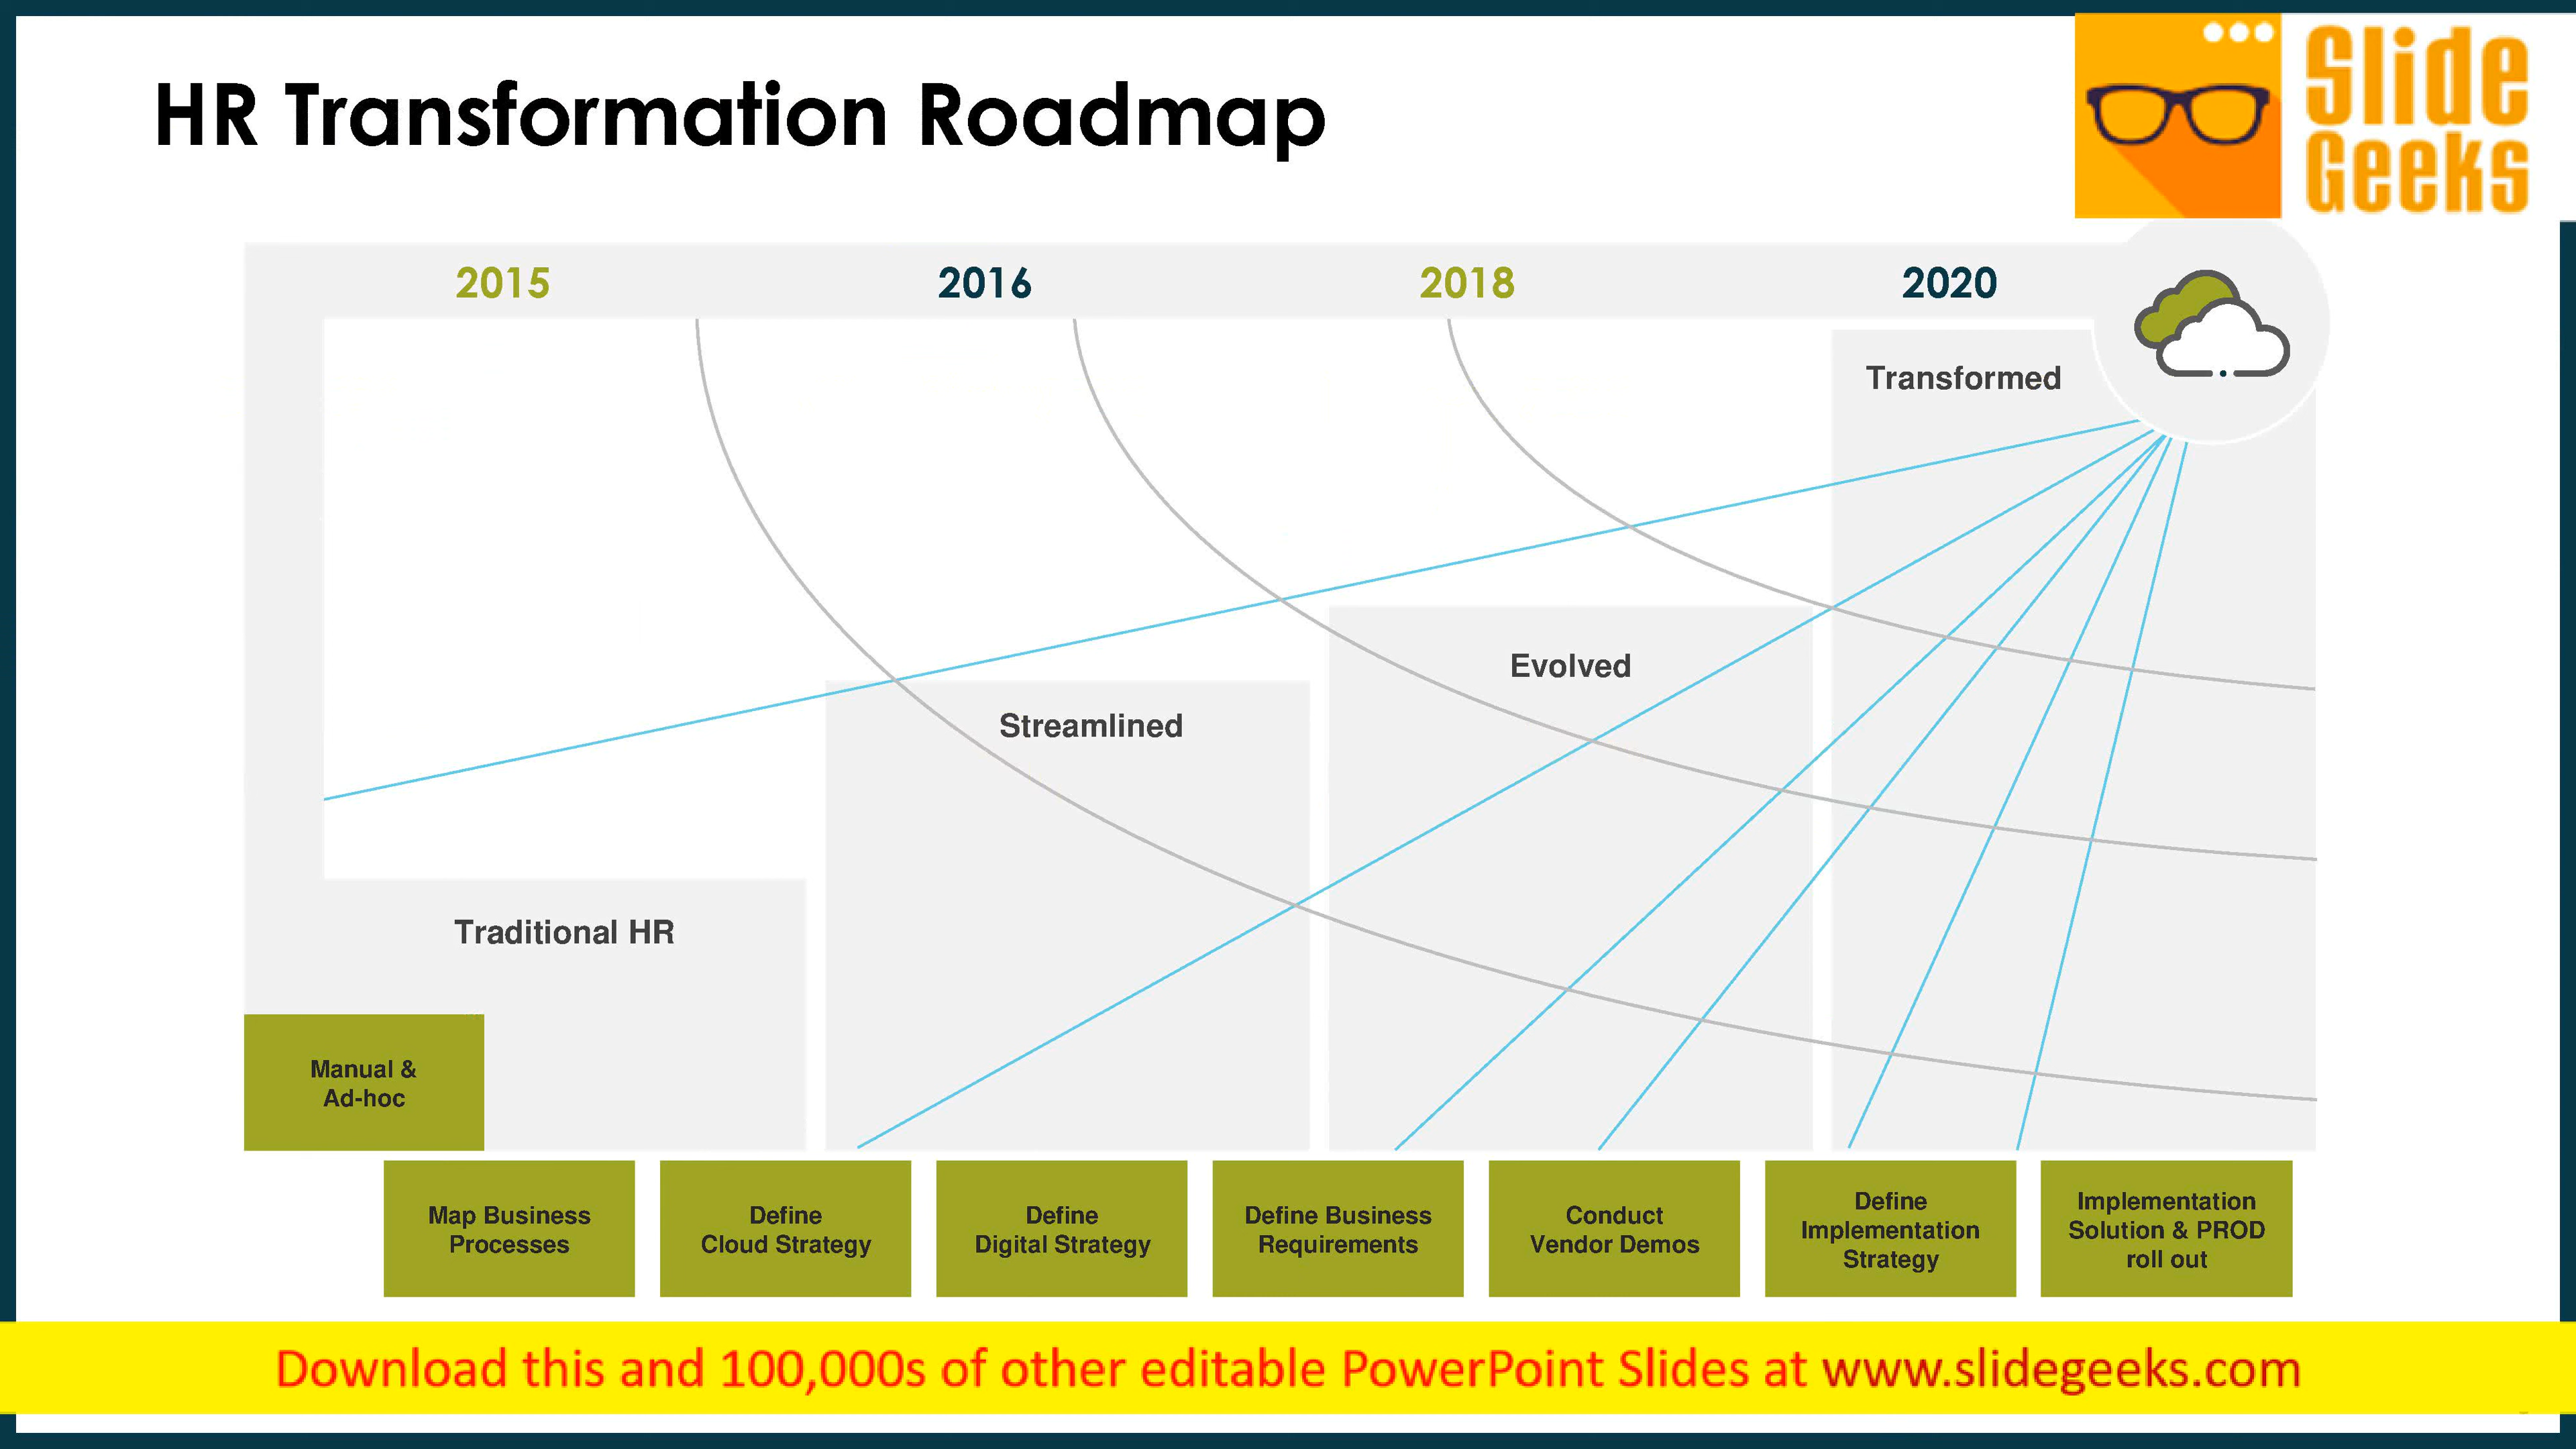 HR Transformation Roadmap
Slide
Geeks
2015
2016
2018
2020
Transformed
Evolved
Streamlined
Traditional HR
Manual &
Ad-hoc
Map Business
Processes
Define
Cloud Strategy
Define
Digital Strategy
Define Business
Requirements
Conduct
Vendor Demos
Define
Implementation
Strategy
Implementation
Solution & PROD
roll out
Download this and 100,000s of other editable PowerPoint Slides at www.slidegeeks.com